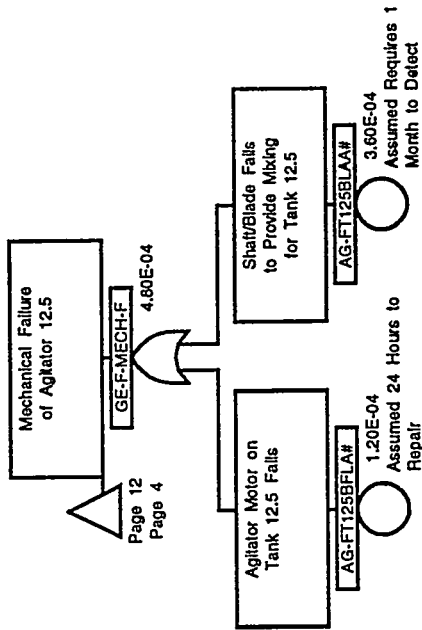 Mechanical Failure
of Agitator 12.5
GE-F-MECH-F
4.80E-04
Page 12
Page 4
Agitator Motor on
Tank 12.5 Fails
AG-FT125BFLA#
1.20E-04
Assumed 24 Hours to
Repair
Shaft/Blade Fails
to Provide Mixing
for Tank 12.5
AG-FT125BLAA#
3.60E-04
Assumed Requires 1
Month to Detect